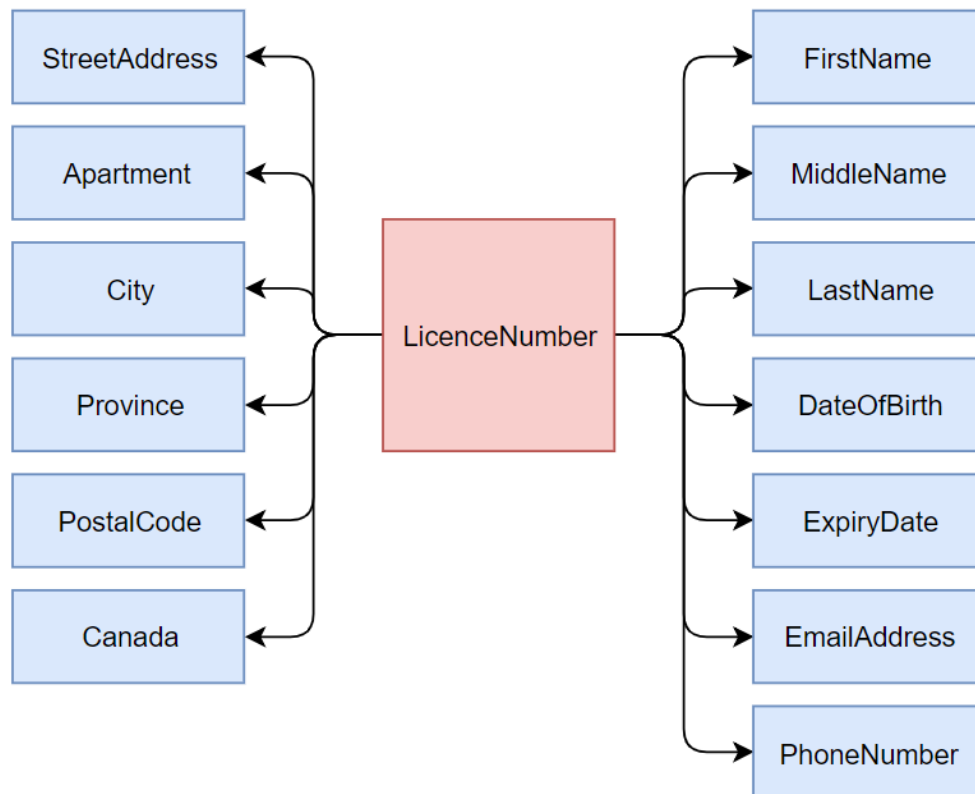 StreetAddress
Apartment
City
Province
PostalCode
Canada
LicenceNumber
FirstName
MiddleName
LastName
DateOfBirth
ExpiryDate
EmailAddress
PhoneNumber